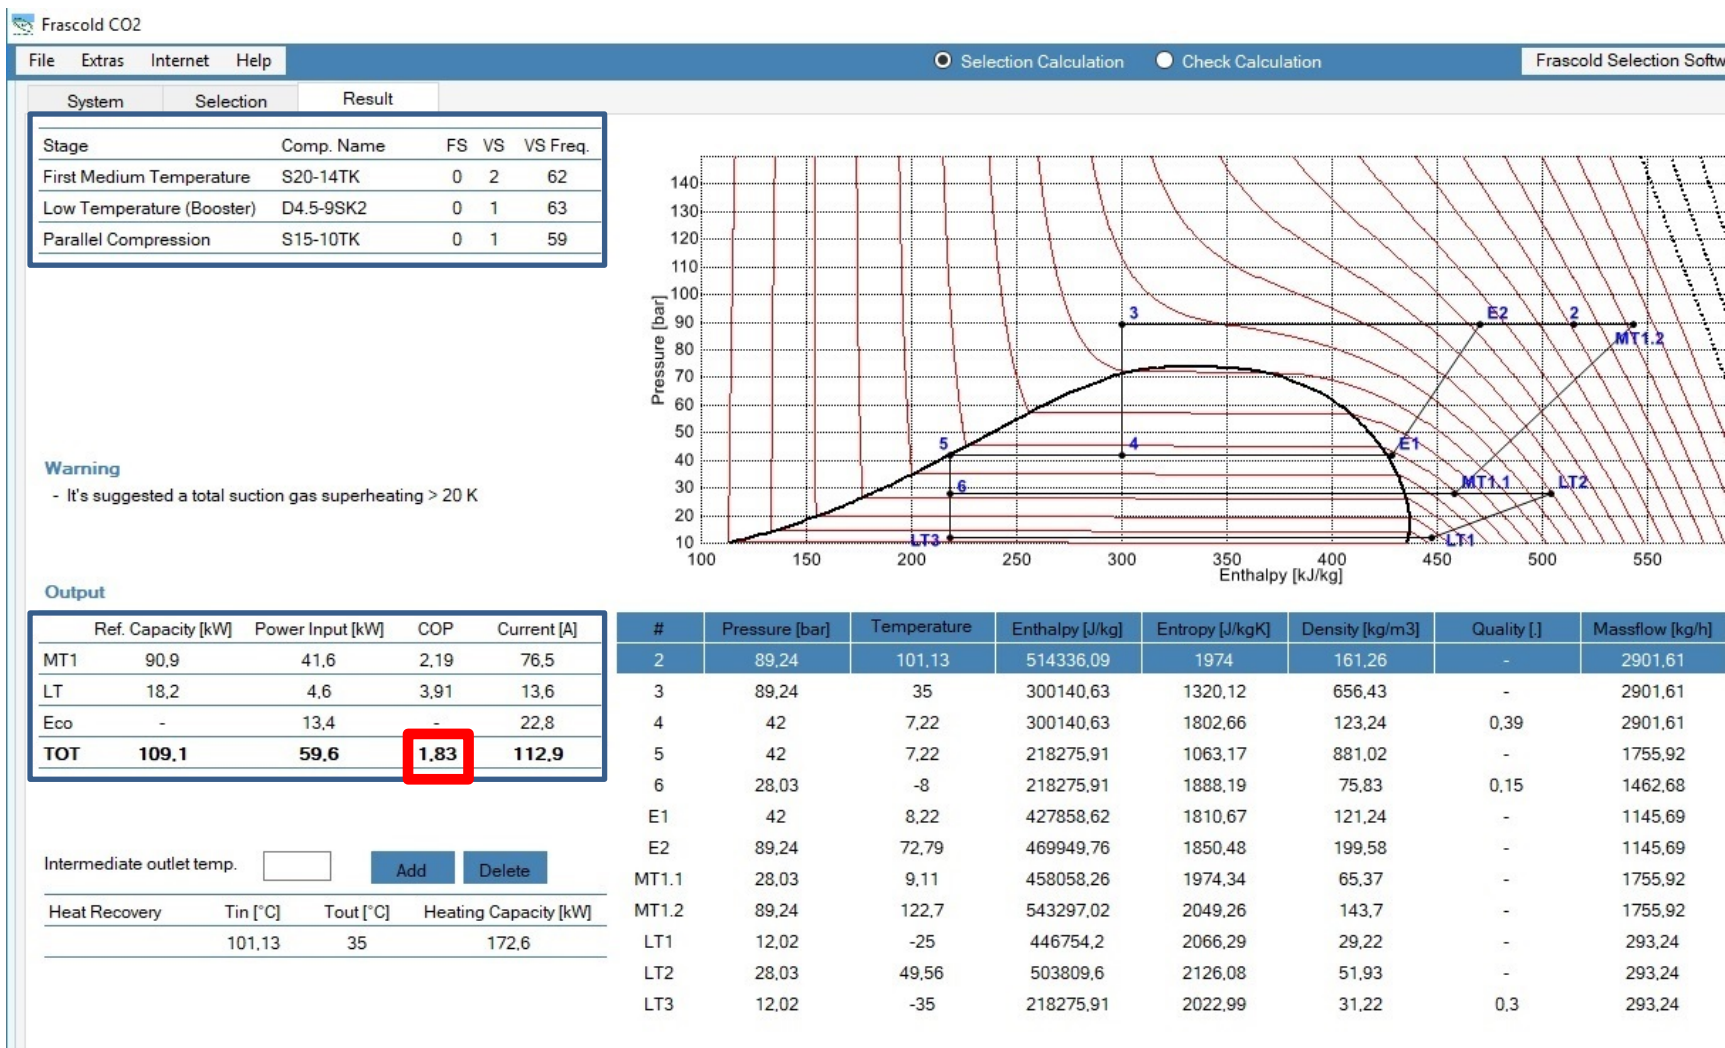 Frascold CO2
File Extras Internet Help Selection Calculation Check Calculation Frascold Selection Softw
System Selection Result
Stage Comp. Name FS VS VS Freq.
First Medium Temperature S20-14TK 0 2 62
Low Temperature (Booster) D4.5-9SK2 0 1 63
Parallel Compression S15-10TK 0 1 59
Warning
- It's suggested a total suction gas superheating > 20 K
Pressure [bar]
140
130
120
110
100
90
80
70
60
50
40
30
20
10
3 E2 2
MT1.2
5 4 E1
6 MT1.1 LT2
LT3 LT1
100 150 200 250 300 350 400 450 500 550
Enthalpy [kJ/kg]
Output
Ref. Capacity [kW] Power Input [kW] COP Current [A]
MT1 90,9 41,6 2,19 76,5
LT 18,2 4,6 3,91 13,6
Eco - 13,4 - 22,8
TOT 109,1 59,6 1,83 112,9
Intermediate outlet temp. Add Delete
Heat Recovery Tin [°C] Tout [°C] Heating Capacity [kW]
101,13 35 172,6
# Pressure [bar] Temperature Enthalpy [J/kg] Entropy [J/kgK] Density [kg/m3] Quality [.] Massflow [kg/h]
2 89,24 101,13 514336,09 1974 161,26 - 2901,61
3 89,24 35 300140,63 1320,12 656,43 - 2901,61
4 42 7,22 300140,63 1802,66 123,24 0,39 2901,61
5 42 7,22 218275,91 1063,17 881,02 - 1755,92
6 28,03 -8 218275,91 1888,19 75,83 0,15 1462,68
E1 42 8,22 427858,62 1810,67 121,24 - 1145,69
E2 89,24 72,79 469949,76 1850,48 199,58 - 1145,69
MT1.1 28,03 9,11 458058,26 1974,34 65,37 - 1755,92
MT1.2 89,24 122,7 543297,02 2049,26 143,7 - 1755,92
LT1 12,02 -25 446754,2 2066,29 29,22 - 293,24
LT2 28,03 49,56 503809,6 2126,08 51,93 - 293,24
LT3 12,02 -35 218275,91 2022,99 31,22 0,3 293,24